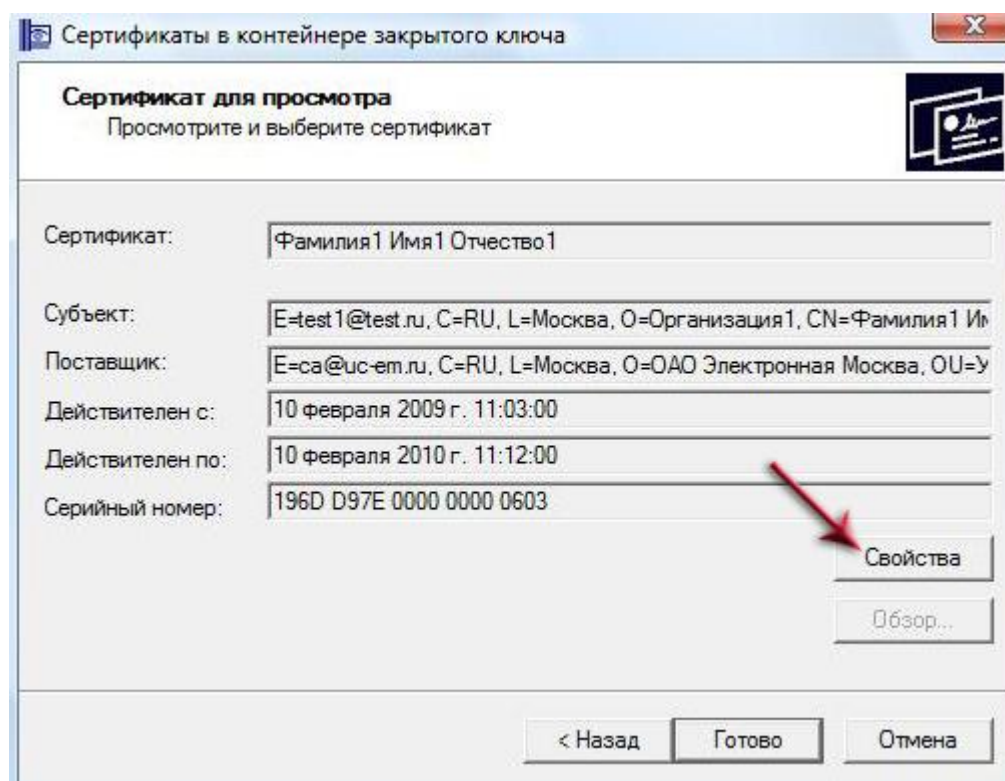 Сертификаты в контейнере закрытого ключа
Сертификат для просмотра
Просмотрите и выберите сертификат
Сертификат: Фамилия1 Имя1 Отчество1
Субъект: E=test1@test.ru, C=RU, L=Москва, O=Организация1, CN=Фамилия1 Им
Поставщик: E=ca@uc-em.ru, C=RU, L=Москва, O=ОАО Электронная Москва, OU=У
Действителен с: 10 февраля 2009 г. 11:03:00
Действителен по: 10 февраля 2010 г. 11:12:00
Серийный номер: 196D D97E 0000 0000 0603
Свойства
Обзор...
< Назад Готово Отмена